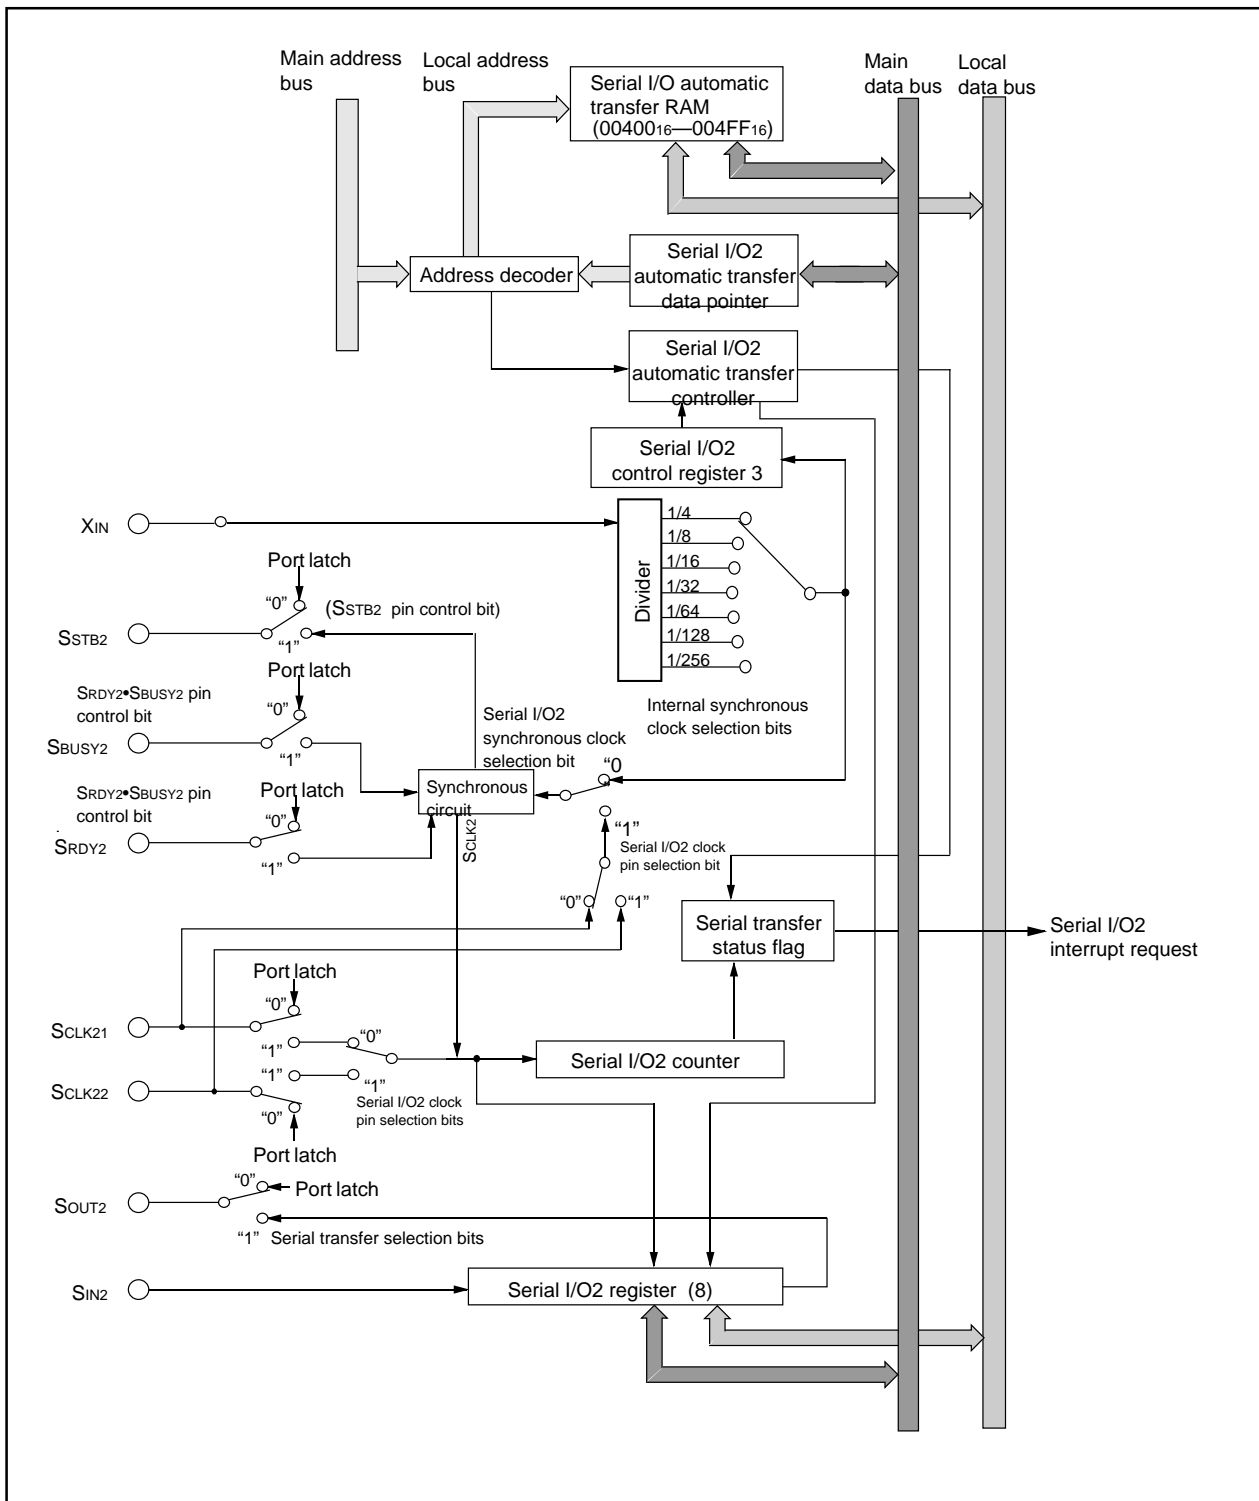 Main address
bus
Local address
bus
Serial I/O automatic
transfer RAM
(0040016—004FF16)
Main
data bus
Local
data bus
Address decoder
Serial I/O2
automatic transfer
data pointer
Serial I/O2
automatic transfer
controller
Serial I/O2
control register 3
XIN
Divider
1/4
1/8
1/16
1/32
1/64
1/128
1/256
Internal synchronous
clock selection bits
Port latch
“0”
(SSTB2 pin control bit)
SSTB2
“1”
Port latch
SRDY2•SBUSY2 pin
control bit
“0”
SBUSY2
“1”
Serial I/O2
synchronous clock
selection bit
“0
Synchronous
circuit
SRDY2•SBUSY2 pin
control bit
Port latch
“0”
SRDY2
“1”
SCLK2
“1”
Serial I/O2 clock
pin selection bit
“0”
“1”
Serial transfer
status flag
Serial I/O2
interrupt request
Port latch
“0”
SCLK21
“1”
“0”
Serial I/O2 counter
“1”
“1”
SCLK22
Serial I/O2 clock
pin selection bits
“0”
Port latch
“0”
Port latch
SOUT2
“1” Serial transfer selection bits
SIN2
Serial I/O2 register (8)